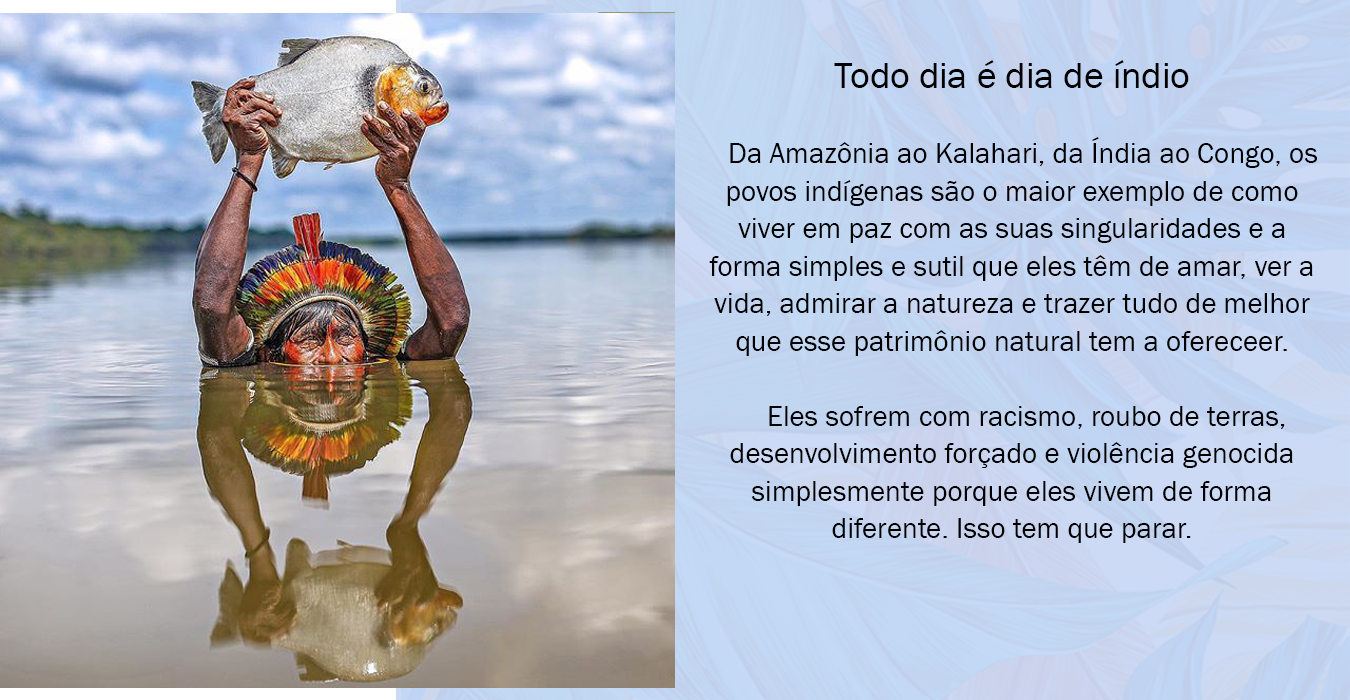 Todo dia é dia de índio
Da Amazônia ao Kalahari, da Índia ao Congo, os
povos indígenas são o maior exemplo de como
viver em paz com as suas singularidades e a
forma simples e sutil que eles têm de amar, ver a
vida, admirar a natureza e trazer tudo de melhor
que esse patrimônio natural tem a ofereceer.
Eles sofrem com racismo, roubo de terras,
desenvolvimento forçado e violência genocida
simplesmente porque eles vivem de forma
diferente. Isso tem que parar.